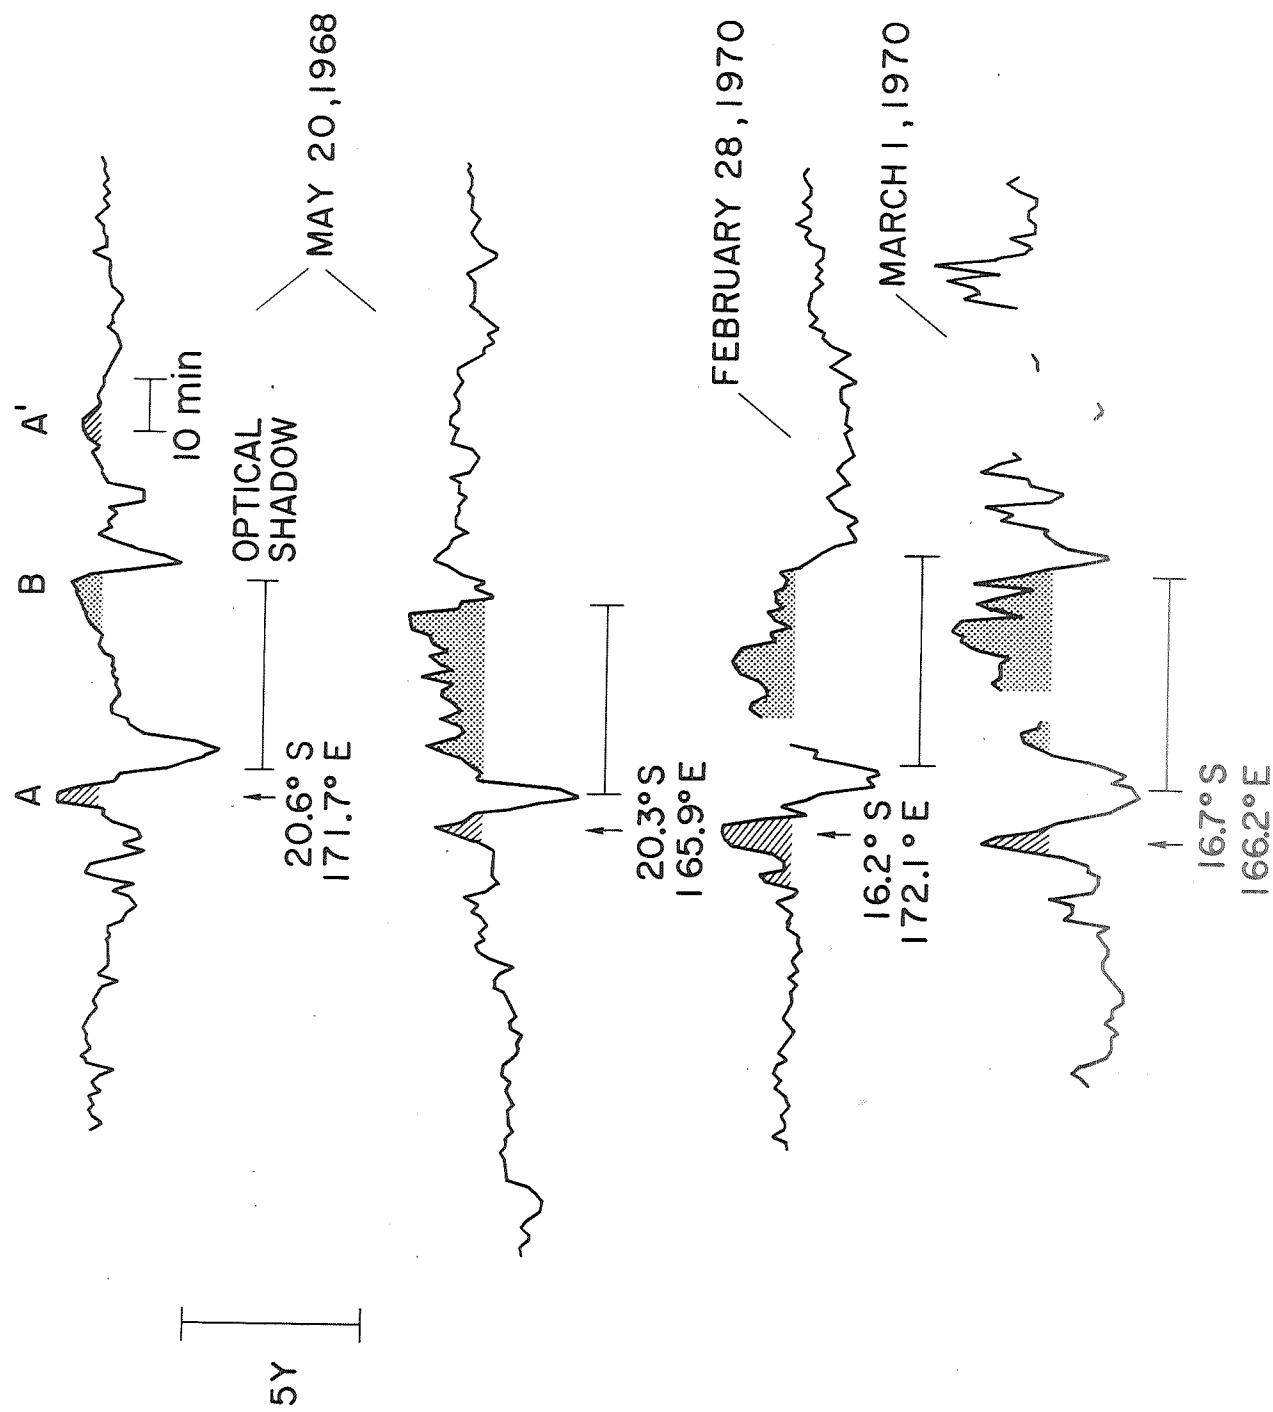 A
B
A'
10 min
OPTICAL
SHADOW
MAY 20, 1968
20.6° S
171.7° E
20.3° S
165.9° E
FEBRUARY 28, 1970
16.2° S
172.1° E
MARCH 1, 1970
16.7° S
166.2° E
5γ